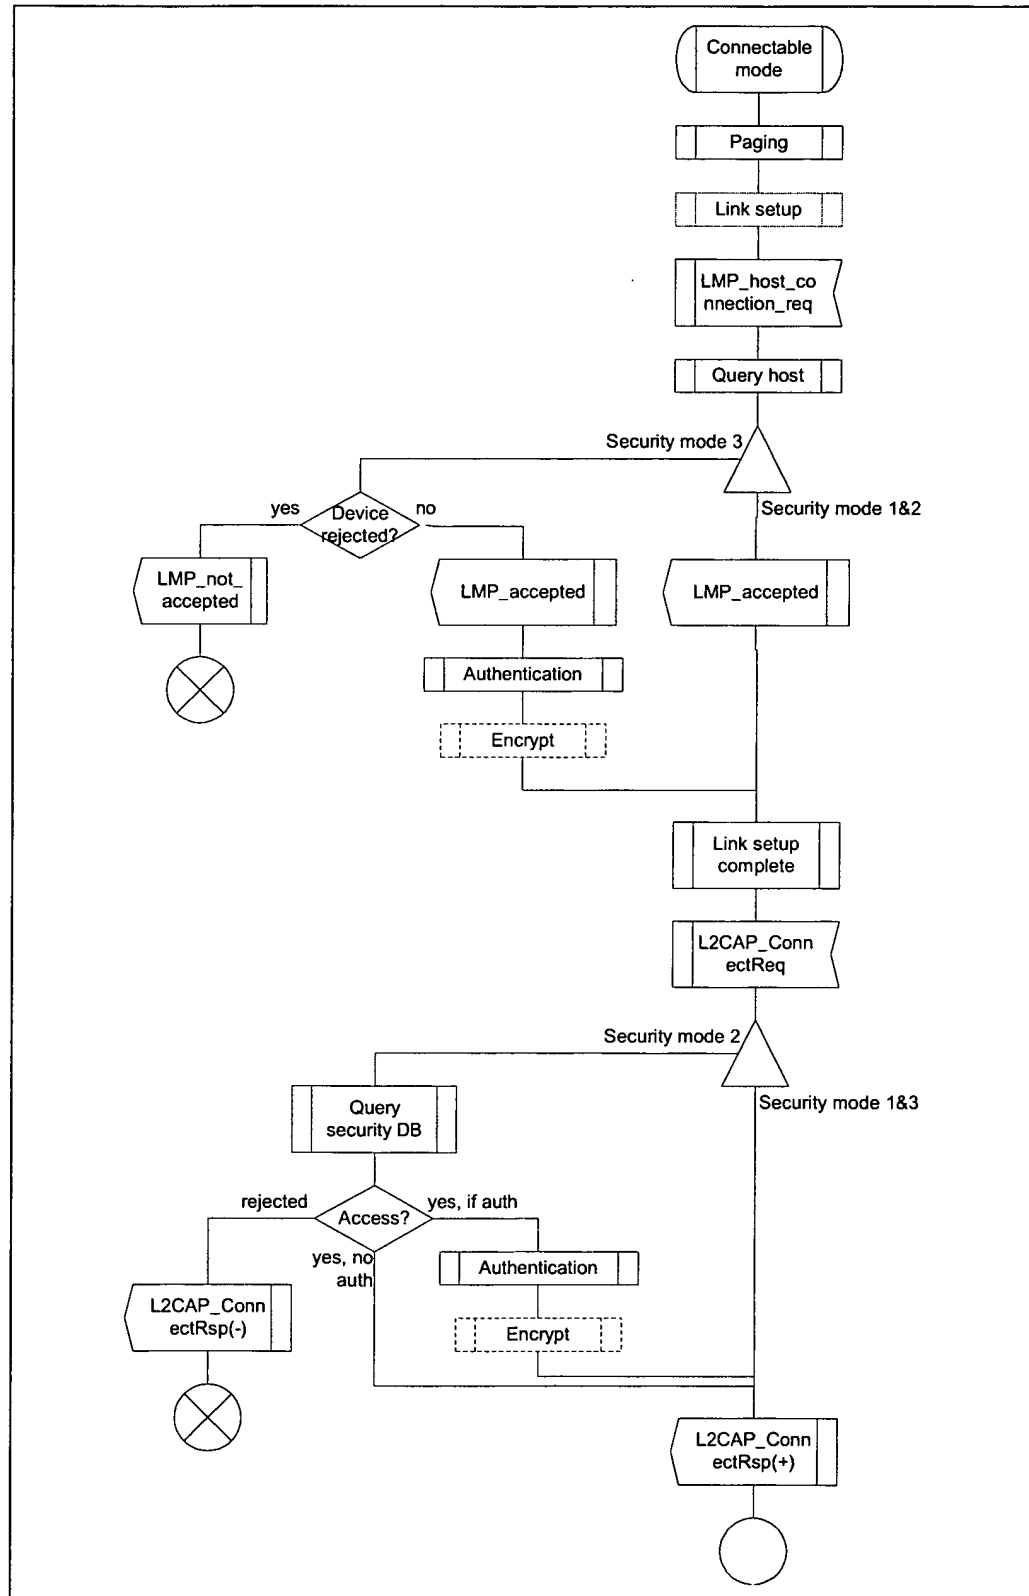 Connectable
mode
Paging
Link setup
LMP_host_co
nnection_req
Query host
Security mode 3
Security mode 1&2
yes
Device
rejected?
no
LMP_not_
accepted
LMP_accepted
LMP_accepted
Authentication
Encrypt
Link setup
complete
L2CAP_Conn
ectReq
Security mode 2
Security mode 1&3
Query
security DB
rejected
Access?
yes, if auth
yes, no
auth
Authentication
L2CAP_Conn
ectRsp(-)
Encrypt
L2CAP_Conn
ectRsp(+)